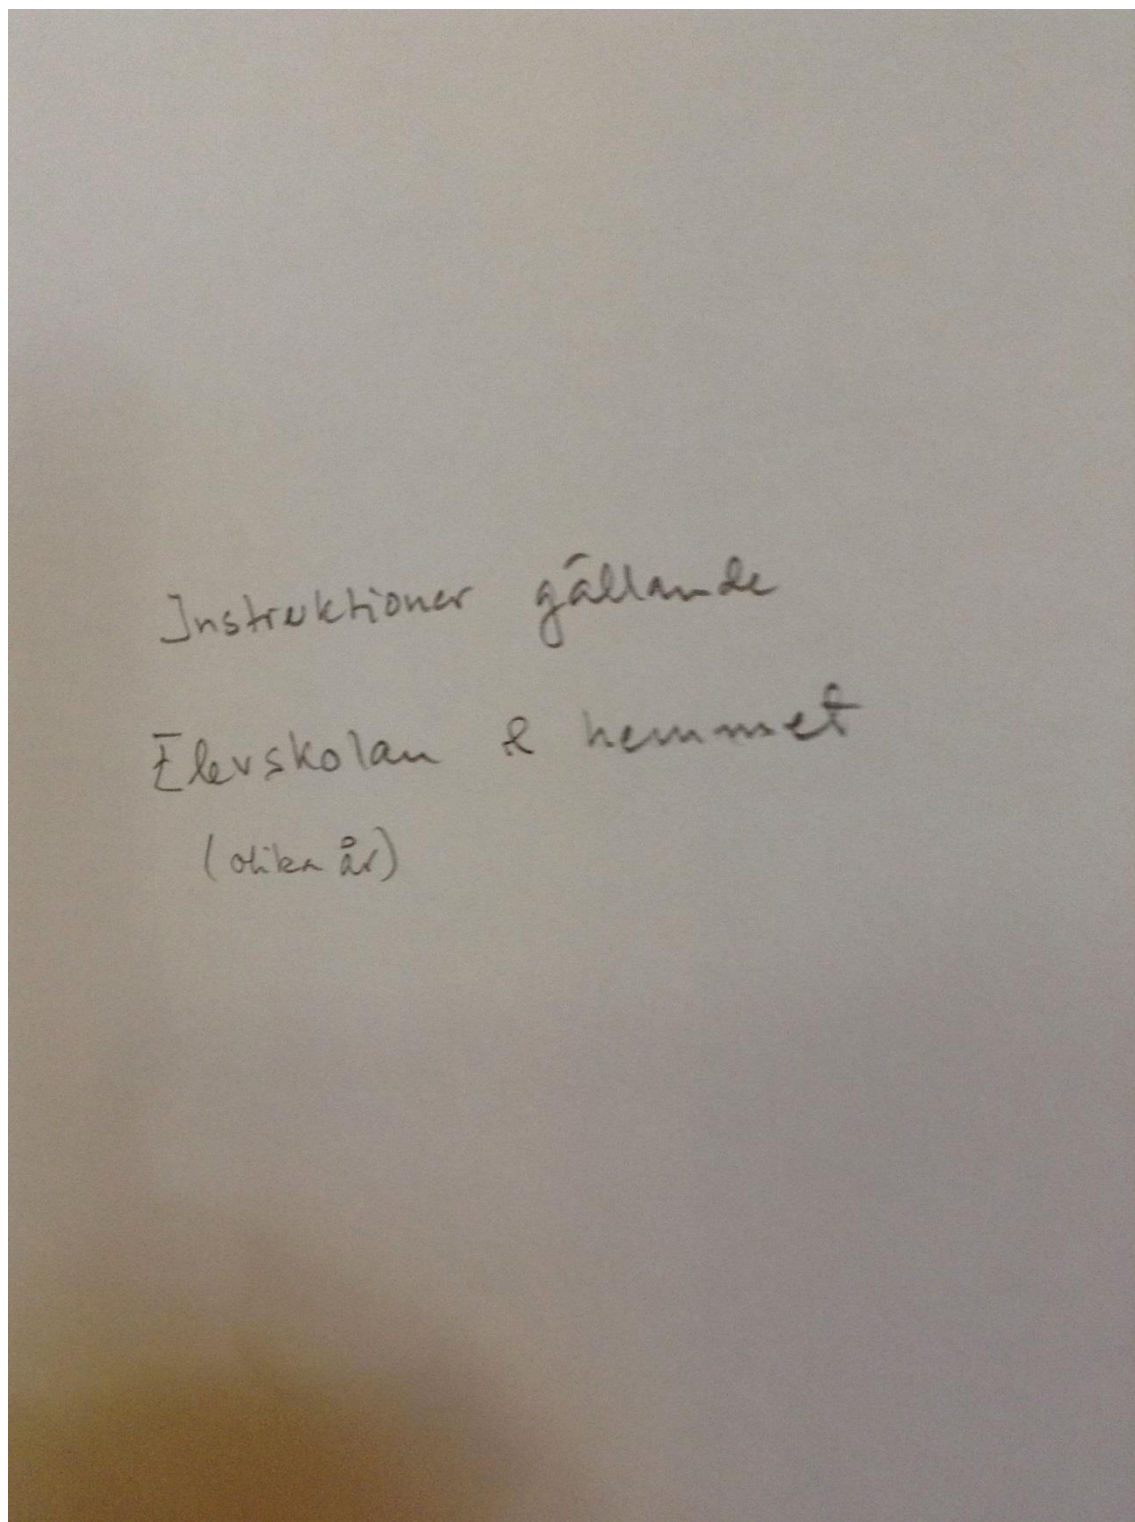 Instruktioner gällande
Elevskolan & hemmet
(olika år)